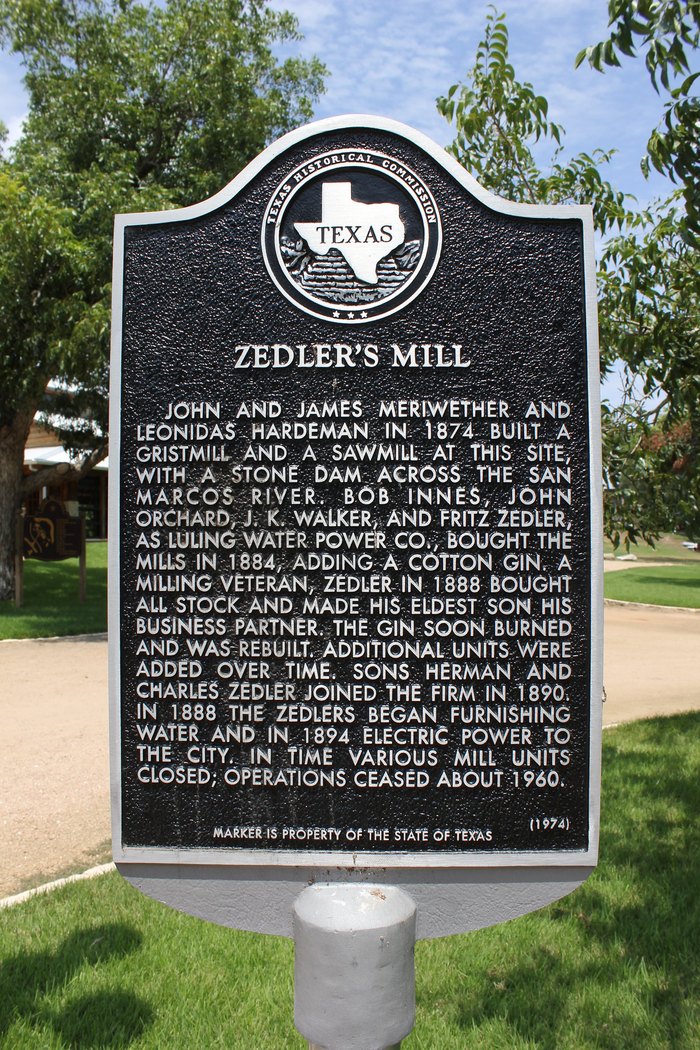 TEXAS HISTORICAL COMMISSION
TEXAS
ZEDLER'S MILL
JOHN AND JAMES MERIWETHER AND
LEONIDAS HARDEMAN IN 1874 BUILT A
GRISTMILL AND A SAWMILL AT THIS SITE,
WITH A STONE DAM ACROSS THE SAN
MARCOS RIVER. BOB INNES, JOHN
ORCHARD, J. K. WALKER, AND FRITZ ZEDLER,
AS LULING WATER POWER CO., BOUGHT THE
MILLS IN 1884, ADDING A COTTON GIN. A
MILLING VETERAN, ZEDLER IN 1888 BOUGHT
ALL STOCK AND MADE HIS ELDEST SON HIS
BUSINESS PARTNER. THE GIN SOON BURNED
AND WAS REBUILT. ADDITIONAL UNITS WERE
ADDED OVER TIME. SONS HERMAN AND
CHARLES ZEDLER JOINED THE FIRM IN 1890.
IN 1888 THE ZEDLERS BEGAN FURNISHING
WATER AND IN 1894 ELECTRIC POWER TO
THE CITY. IN TIME VARIOUS MILL UNITS
CLOSED; OPERATIONS CEASED ABOUT 1960.
(1974)
MARKER IS PROPERTY OF THE STATE OF TEXAS